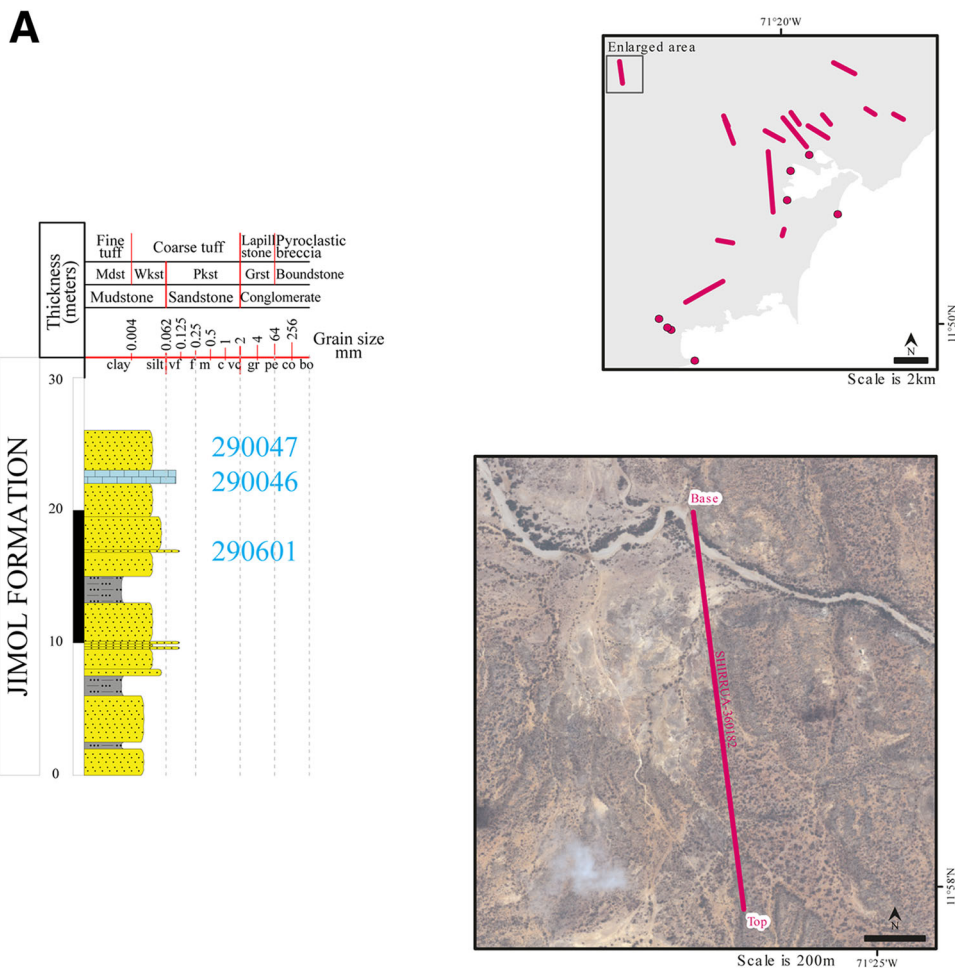 A
Thickness
(meters)
Fine
tuff
Coarse tuff
Lapilli
stone
Pyroclastic
breccia
Mdst
Wkst
Pkst
Grst
Boundstone
Mudstone
Sandstone
Conglomerate
0.004
0.062
0.125
0.25
0.5
1
2
4
64
256
Grain size
mm
clay
silt
vf
f
m
c
vc
gr
pe
co
bo
JIMOL FORMATION
30
20
10
0
290047
290046
290601
71°20'W
Enlarged area
11°50'N
N
Scale is 2km
Base
SHIRRUA-360182
Top
11°58'N
N
Scale is 200m
71°25'W